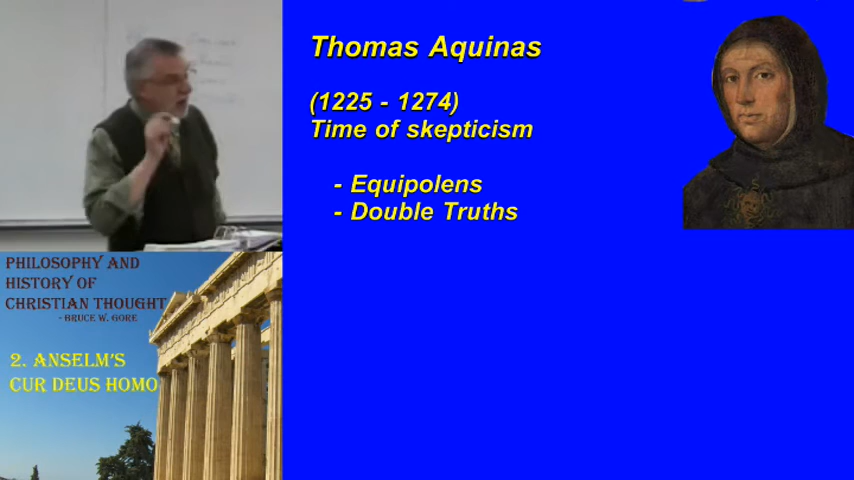 Thomas Aquinas
(1225 - 1274)
Time of skepticism
- Equipolens
- Double Truths
PHILOSOPHY AND
HISTORY OF
CHRISTIAN THOUGHT
- BRUCE W. GORE
2. ANSELM'S
CUR DEUS HOMO